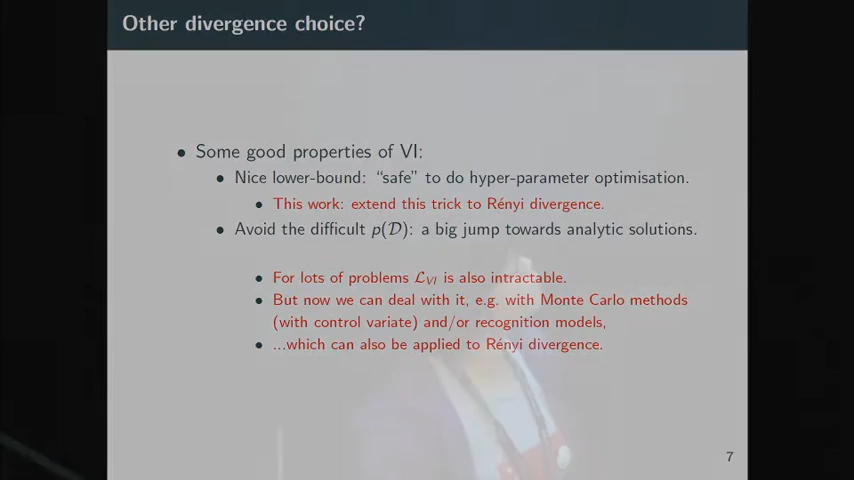 Other divergence choice?
• Some good properties of VI:
• Nice lower-bound: “safe” to do hyper-parameter optimisation.
• This work: extend this trick to Rényi divergence.
• Avoid the difficult p(𝒟): a big jump towards analytic solutions.
• For lots of problems ℒ_VI is also intractable.
• But now we can deal with it, e.g. with Monte Carlo methods
(with control variate) and/or recognition models,
• ...which can also be applied to Rényi divergence.
7